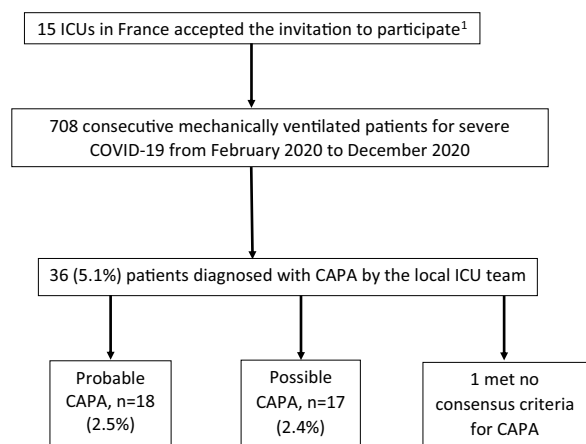 15 ICUs in France accepted the invitation to participate¹
708 consecutive mechanically ventilated patients for severe
COVID-19 from February 2020 to December 2020
36 (5.1%) patients diagnosed with CAPA by the local ICU team
Probable
CAPA, n=18
(2.5%)
Possible
CAPA, n=17
(2.4%)
1 met no
consensus criteria
for CAPA